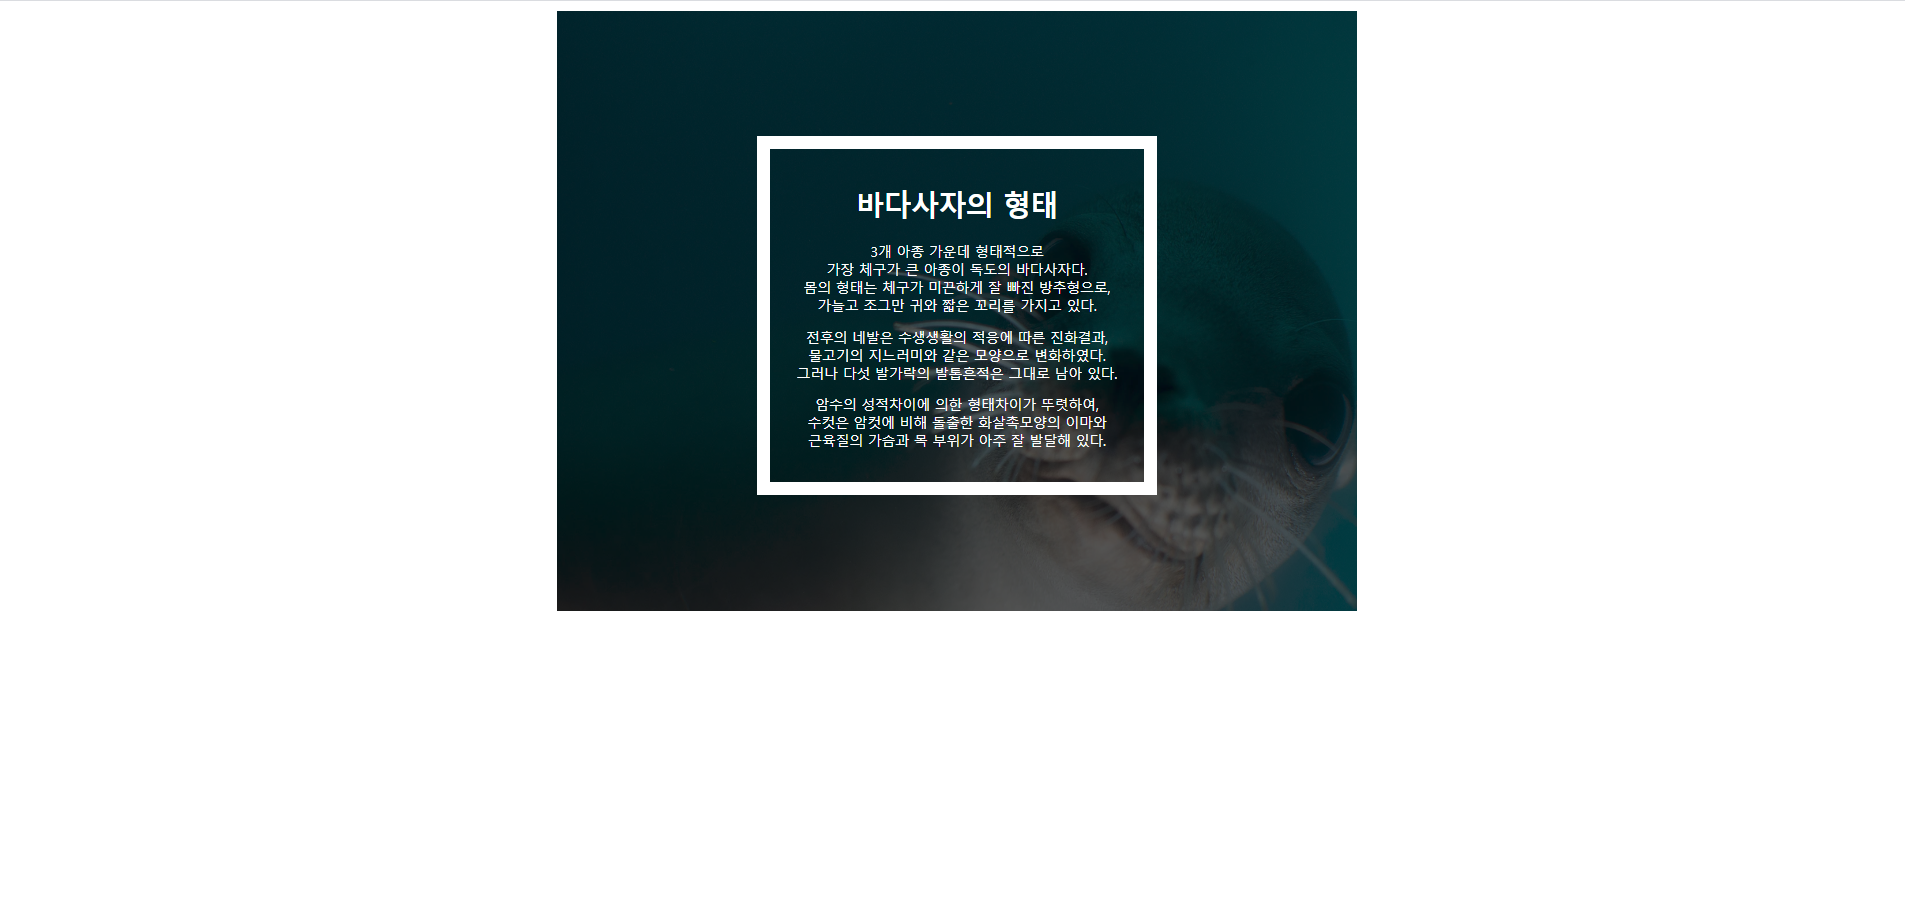 바다사자의 형태
3개 아종 가운데 형태적으로
가장 체구가 큰 아종이 독도의 바다사자다.
몸의 형태는 체구가 미끈하게 잘 빠진 방추형으로,
가늘고 조그만 귀와 짧은 꼬리를 가지고 있다.
전후의 네발은 수생생활의 적응에 따른 진화결과,
물고기의 지느러미와 같은 모양으로 변화하였다.
그러나 다섯 발가락의 발톱흔적은 그대로 남아 있다.
암수의 성적차이에 의한 형태차이가 뚜렷하여,
수컷은 암컷에 비해 돌출한 화살촉모양의 이마와
근육질의 가슴과 목 부위가 아주 잘 발달해 있다.